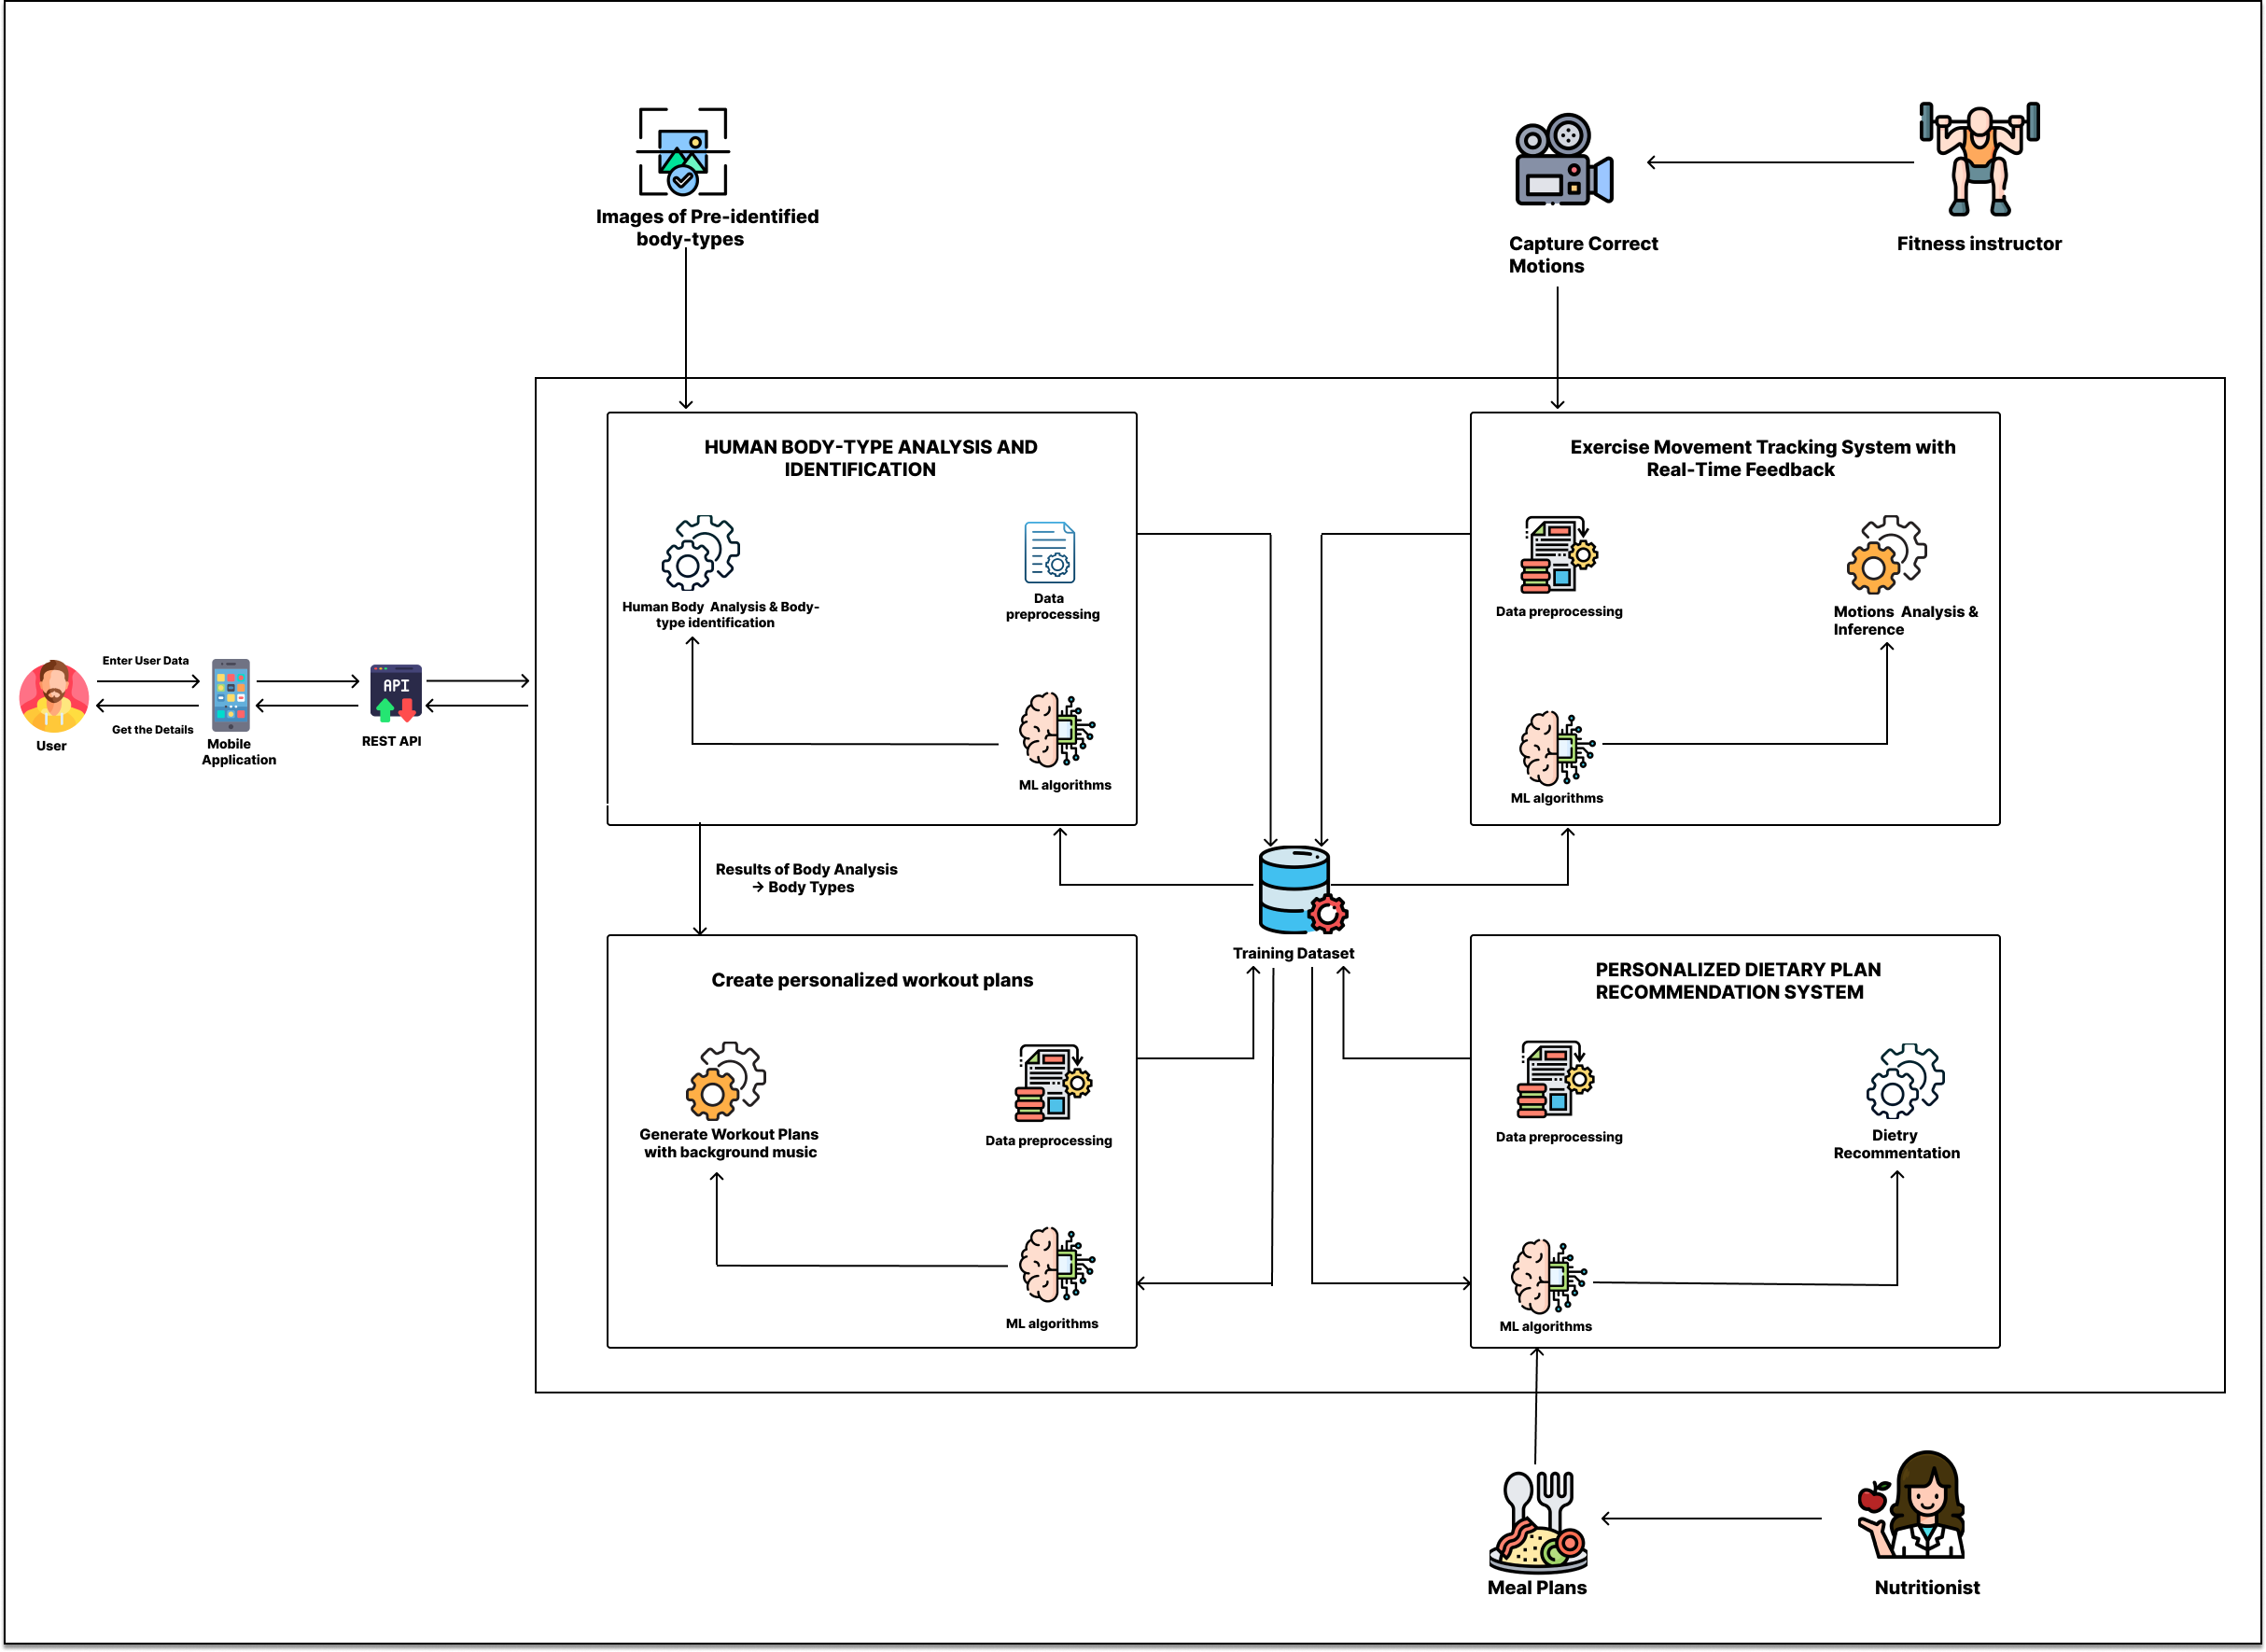 Images of Pre-identified
body-types
Capture Correct
Motions
Fitness instructor
HUMAN BODY-TYPE ANALYSIS AND
IDENTIFICATION
Human Body Analysis & Body-
type identification
Data
preprocessing
ML algorithms
Exercise Movement Tracking System with
Real-Time Feedback
Data preprocessing
Motions Analysis &
Inference
ML algorithms
Enter User Data
Get the Details
User
Mobile
Application
API
REST API
Results of Body Analysis
→ Body Types
Training Dataset
Create personalized workout plans
Generate Workout Plans
with background music
Data preprocessing
ML algorithms
PERSONALIZED DIETARY PLAN
RECOMMENDATION SYSTEM
Data preprocessing
Dietry
Recommentation
ML algorithms
Meal Plans
Nutritionist